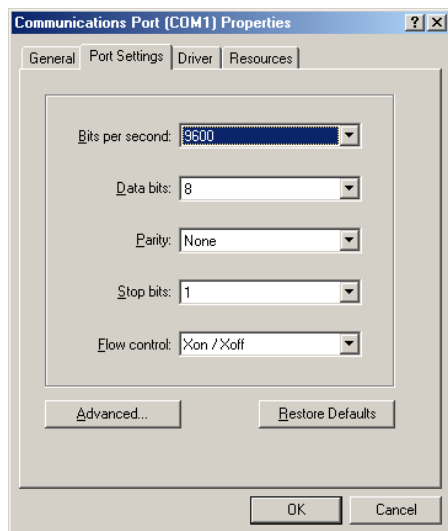 Communications Port (COM1) Properties
General Port Settings Driver Resources
Bits per second: 9600
Data bits: 8
Parity: None
Stop bits: 1
Flow control: Xon / Xoff
Advanced... Restore Defaults
OK Cancel